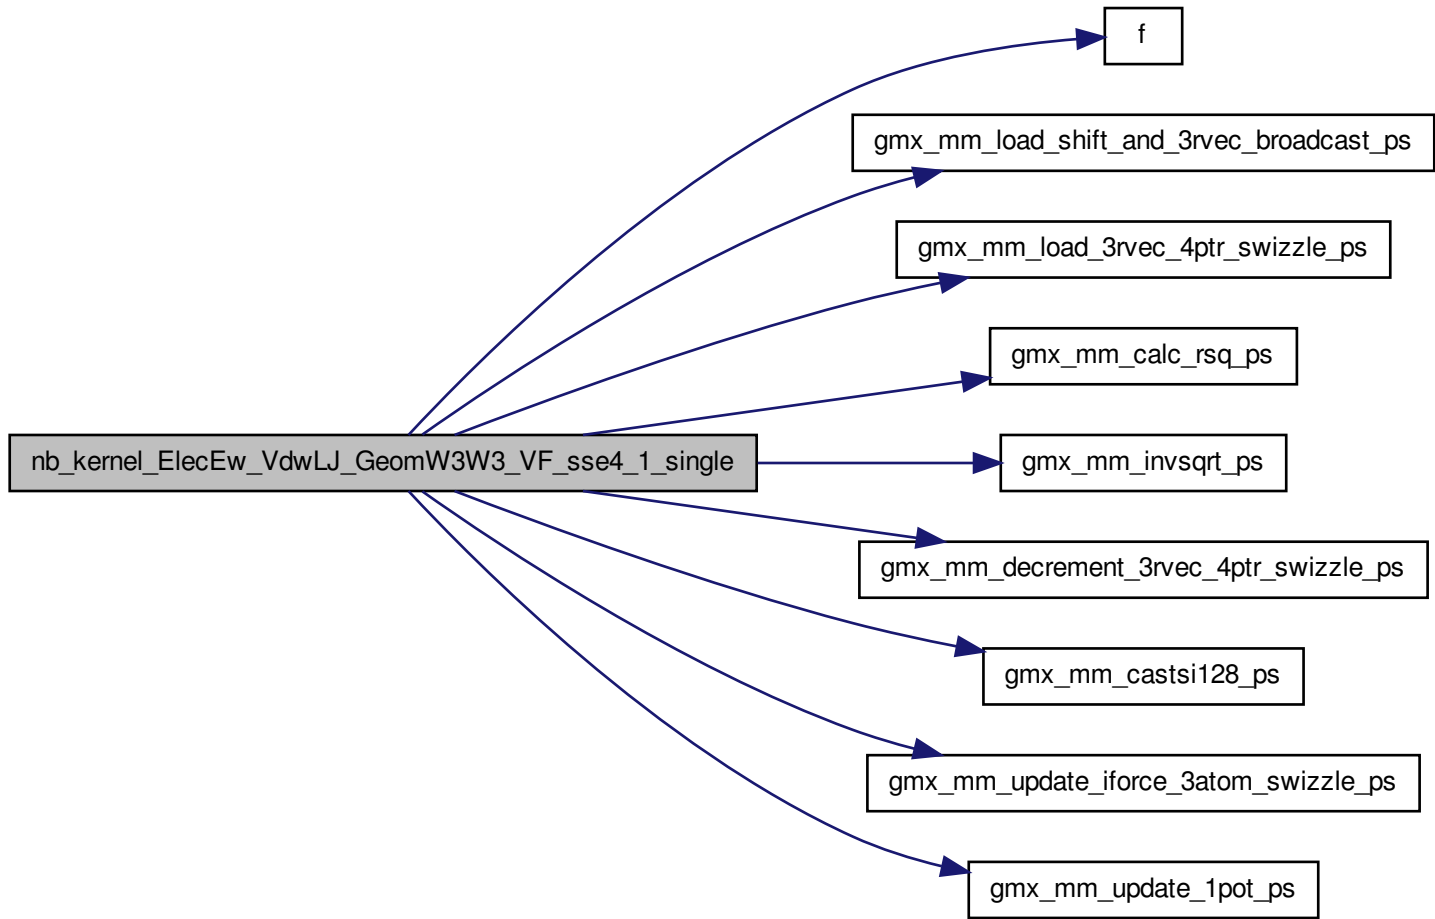 f
gmx_mm_load_shift_and_3rvec_broadcast_ps
gmx_mm_load_3rvec_4ptr_swizzle_ps
gmx_mm_calc_rsq_ps
nb_kernel_ElecEw_VdwLJ_GeomW3W3_VF_sse4_1_single
gmx_mm_invsqrt_ps
gmx_mm_decrement_3rvec_4ptr_swizzle_ps
gmx_mm_castsi128_ps
gmx_mm_update_iforce_3atom_swizzle_ps
gmx_mm_update_1pot_ps